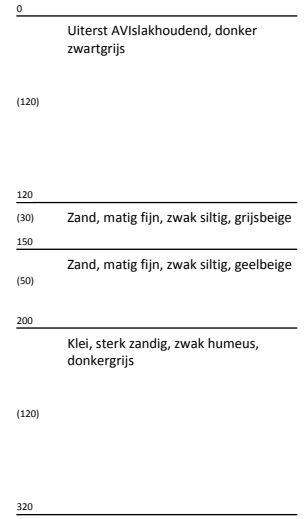 0
Uiterst AVIslakhoudend, donker
zwartgrijs
(120)
120
(30) Zand, matig fijn, zwak siltig, grijsbeige
150
Zand, matig fijn, zwak siltig, geelbeige
(50)
200
Klei, sterk zandig, zwak humeus,
donkergrijs
(120)
320